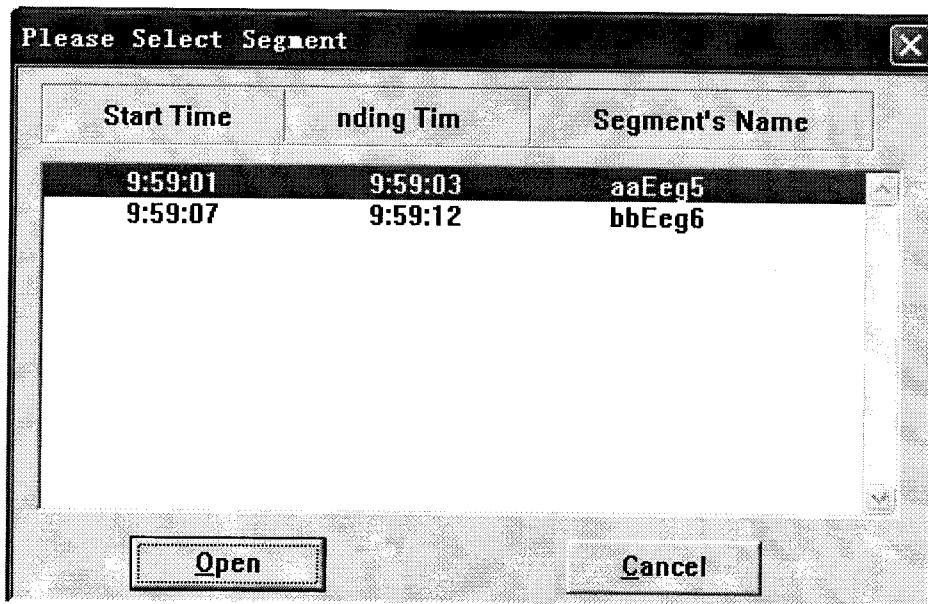 Please Select Segment
Start Time nding Tim Segment's Name
9:59:01 9:59:03 aaEeg5
9:59:07 9:59:12 bbEeg6
Open Cancel